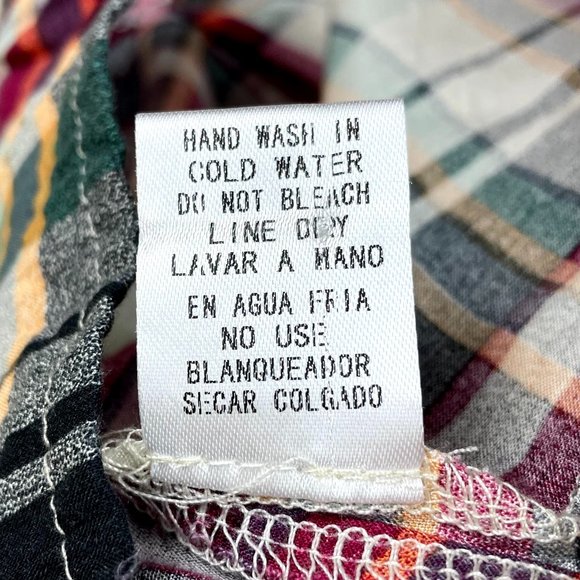 HAND WASH IN
COLD WATER
DO NOT BLEACH
LINE DRY
LAVAR A MANO
EN AGUA FRIA
NO USE
BLANQUEADOR
SECAR COLGADO